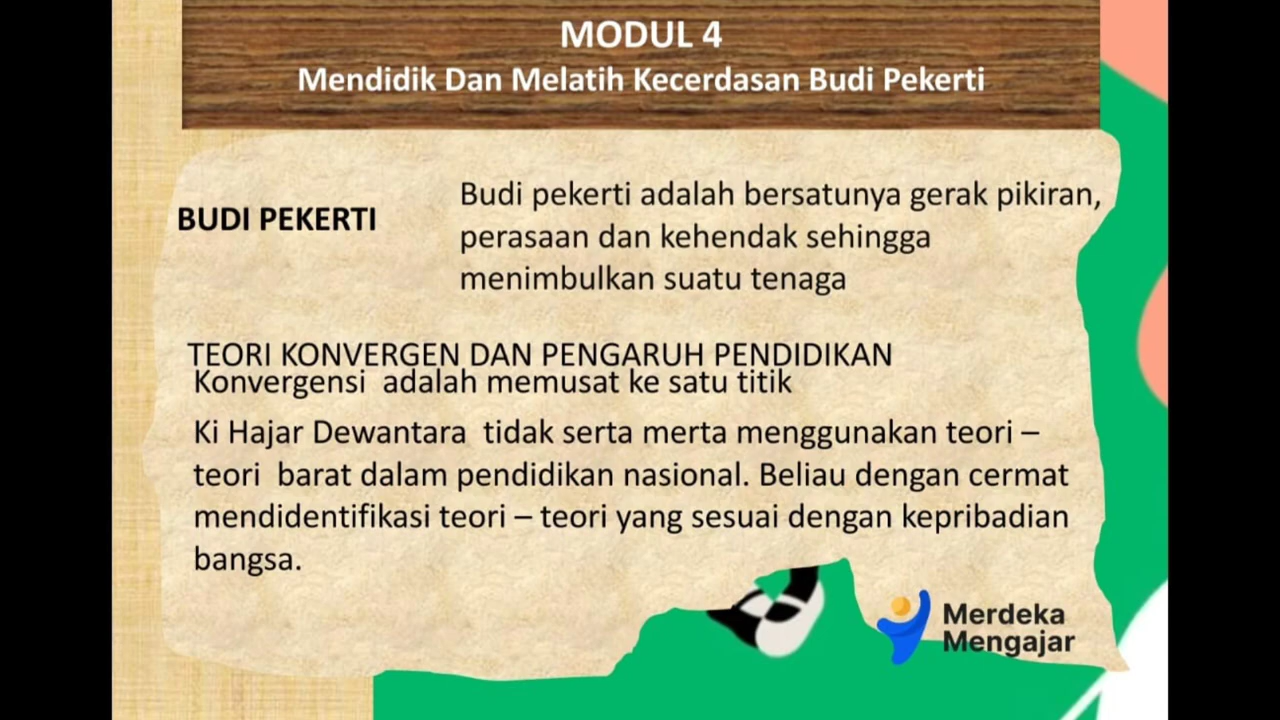 MODUL 4
Mendidik Dan Melatih Kecerdasan Budi Pekerti
BUDI PEKERTI
Budi pekerti adalah bersatunya gerak pikiran,
perasaan dan kehendak sehingga
menimbulkan suatu tenaga
TEORI KONVERGEN DAN PENGARUH PENDIDIKAN
Konvergensi  adalah memusat ke satu titik
Ki Hajar Dewantara  tidak serta merta menggunakan teori –
teori  barat dalam pendidikan nasional. Beliau dengan cermat
mendidentifikasi teori – teori yang sesuai dengan kepribadian
bangsa.
Merdeka
Mengajar